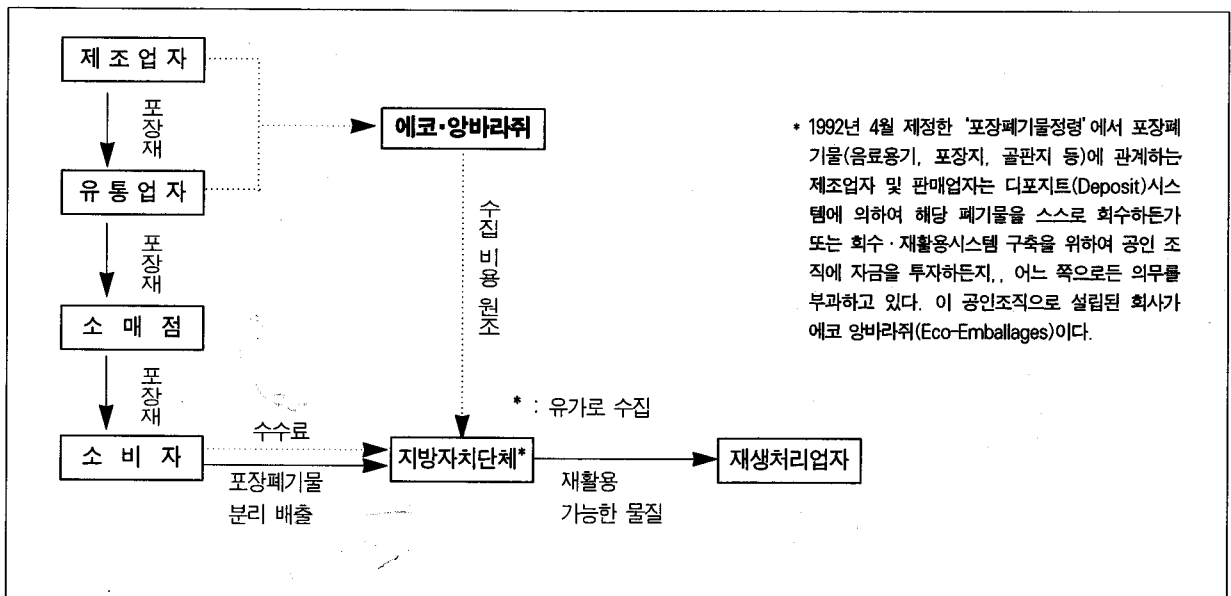 제 조 업 자
포장재
에코·앙바라쥐
유 통 업 자
포장재
수집 비용 원조
소 매 점
포장재
* : 유가로 수집
수수료
소 비 자
지방자치단체*
재생처리업자
포장폐기물
분리 배출
재활용
가능한 물질
* 1992년 4월 제정한 '포장폐기물정령'에서 포장폐
기물(음료용기, 포장지, 골판지 등)에 관계하는
제조업자 및 판매업자는 디포지트(Deposit)시스
템에 의하여 해당 폐기물을 스스로 회수하든가
또는 회수·재활용시스템 구축을 위하여 공인 조
직에 자금을 투자하든지,, 어느 쪽으로든 의무를
부과하고 있다. 이 공인조직으로 설립된 회사가
에코 앙바라쥐(Eco-Emballages)이다.